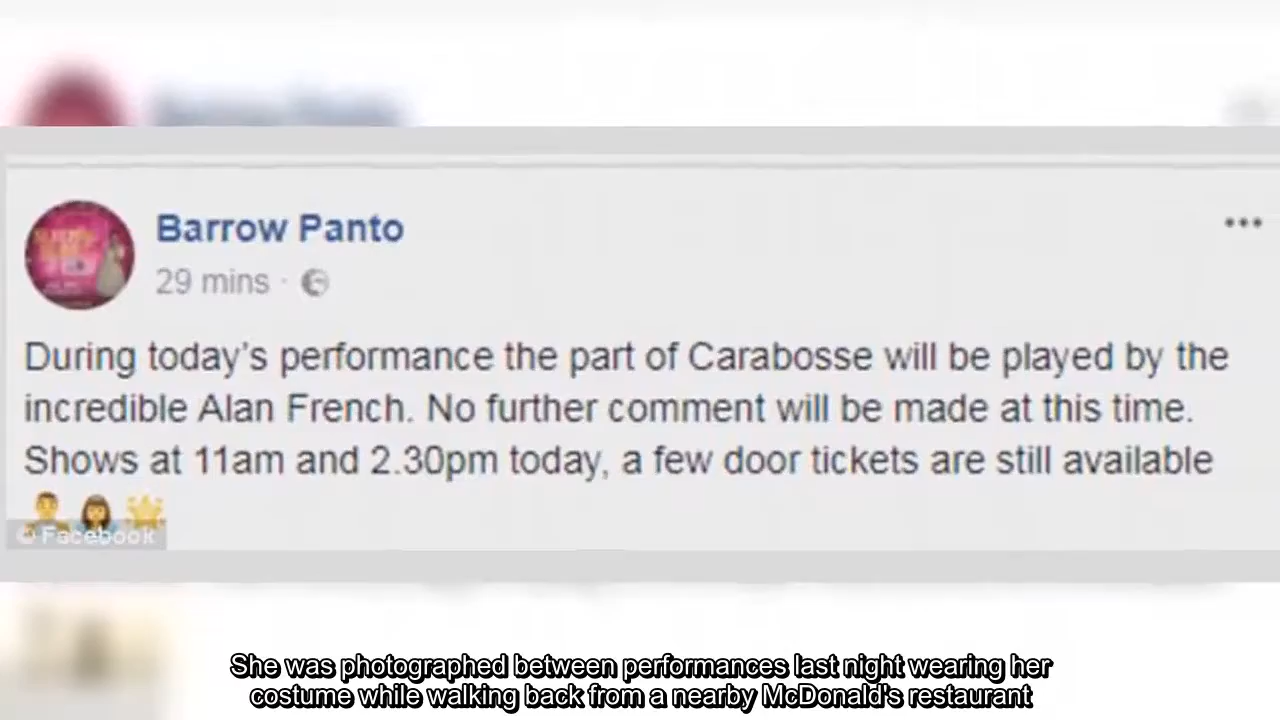 Barrow Panto
29 mins ·
During today's performance the part of Carabosse will be played by the
incredible Alan French. No further comment will be made at this time.
Shows at 11am and 2.30pm today, a few door tickets are still available
© Facebook
She was photographed between performances last night wearing her
costume while walking back from a nearby McDonald's restaurant